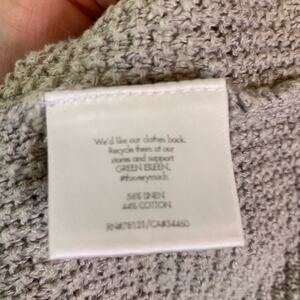 We'd like our clothes back.
Recycle them at our
stores and support
GREEN EILEEN,
56% LINEN
44% COTTON
RN#78121/CA#34460